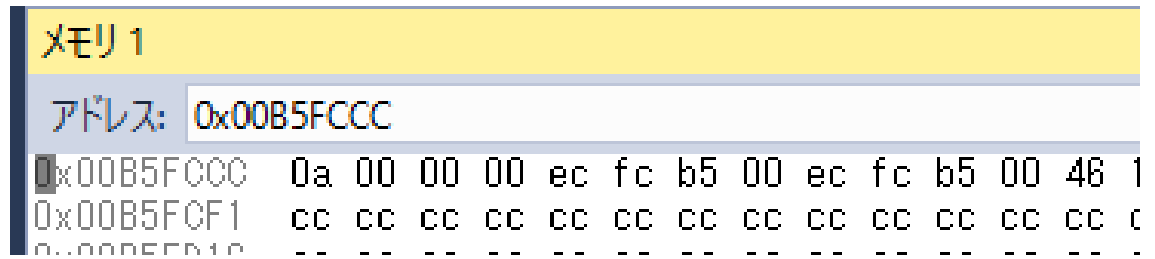 メモリ 1
アドレス: 0x00B5FCCC
0x00B5FCCC 0a 00 00 00 ec fc b5 00 ec fc b5 00 46
0x00B5FCF1 cc cc cc cc cc cc cc cc cc cc cc cc cc